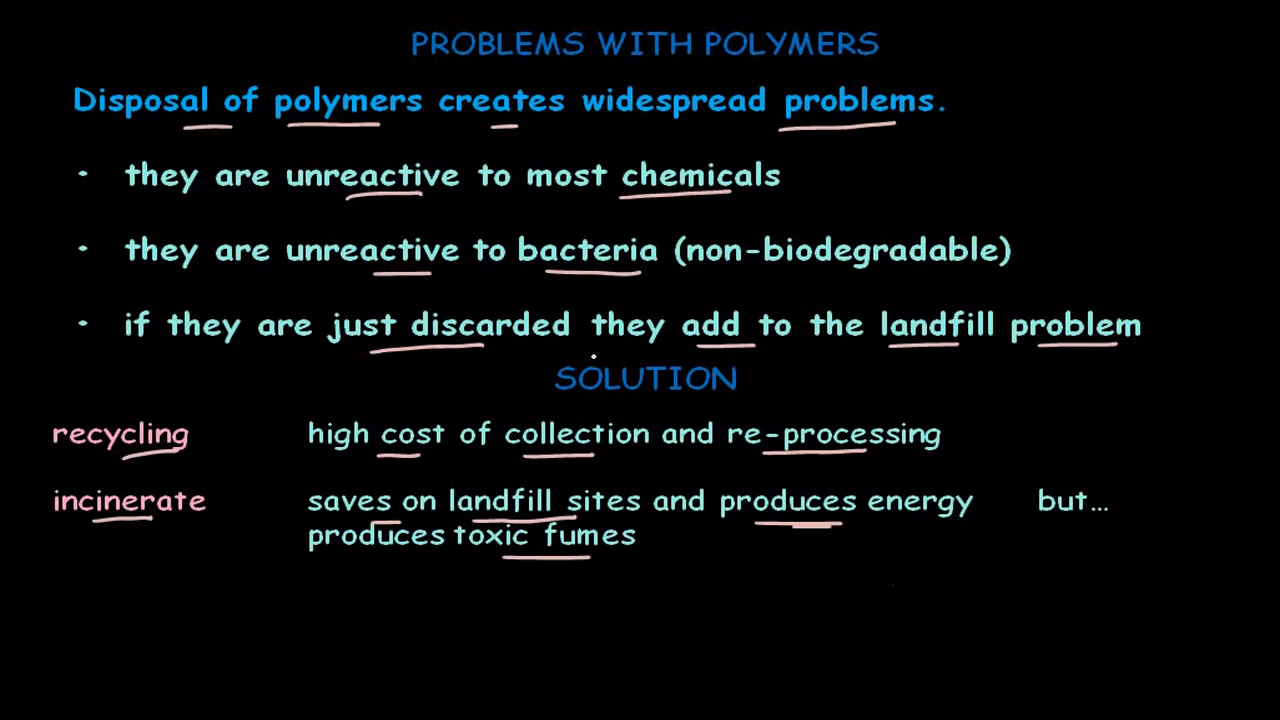 PROBLEMS WITH POLYMERS
Disposal of polymers creates widespread problems.
· they are unreactive to most chemicals
· they are unreactive to bacteria (non-biodegradable)
· if they are just discarded they add to the landfill problem
SOLUTION
recycling high cost of collection and re-processing
incinerate saves on landfill sites and produces energy but...
produces toxic fumes